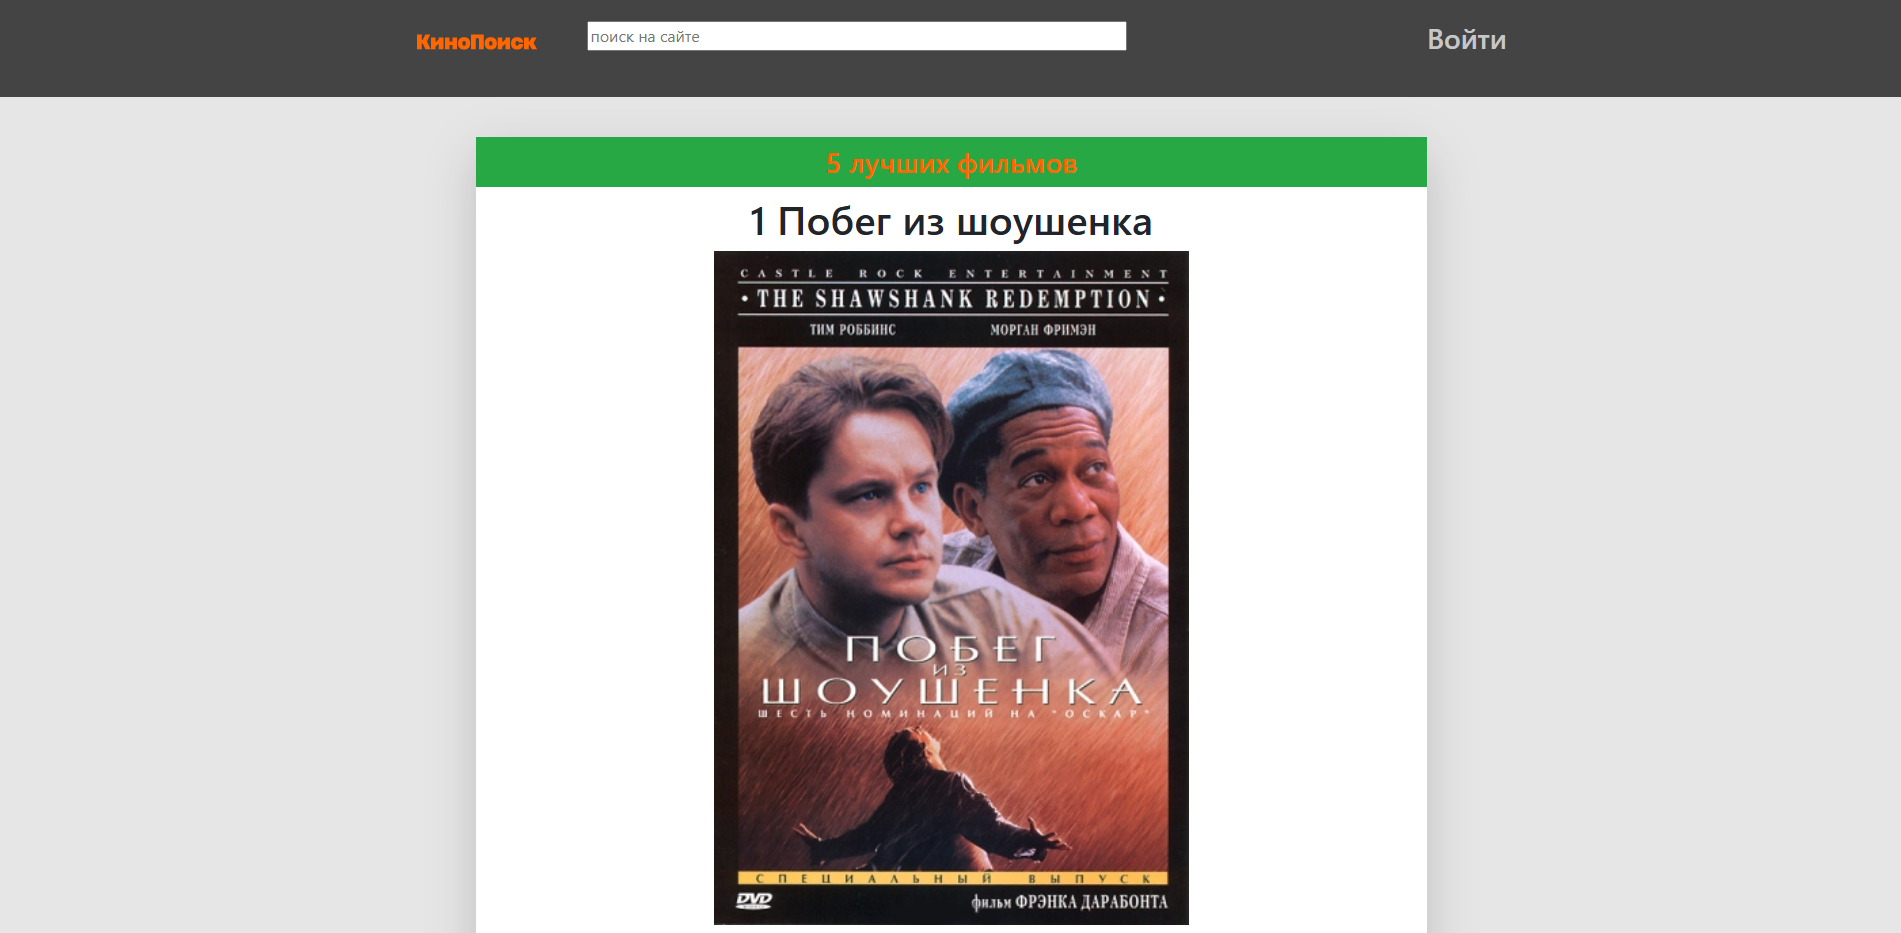 КиноПоиск
поиск на сайте
Войти
5 лучших фильмов
1 Побег из шоушенка
CASTLE ROCK ENTERTAINMENT
• THE SHAWSHANK REDEMPTION •
ТИМ РОББИНС
МОРГАН ФРИМЭН
ПОБЕГ
ИЗ
ШОУШЕНКА
ШЕСТЬ НОМИНАЦИЙ НА "ОСКАР"
СПЕЦИАЛЬНЫЙ ВЫПУСК
DVD
фильм ФРЭНКА ДАРАБОНТА